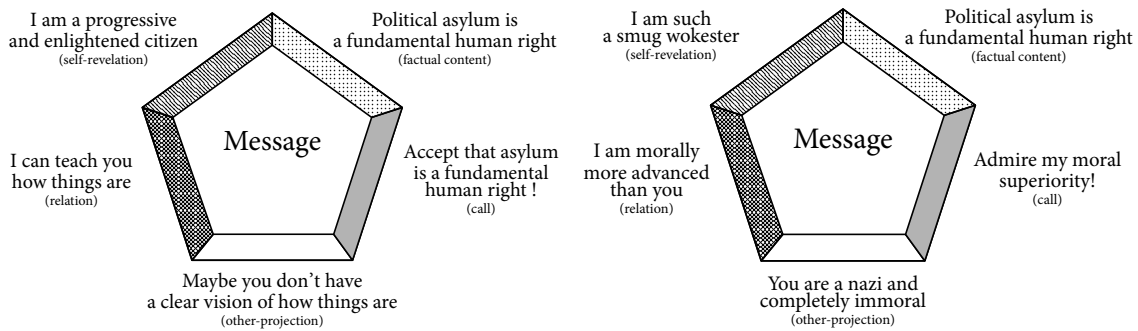 I am a progressive
and enlightened citizen
(self-revelation)
Political asylum is
a fundamental human right
(factual content)
Message
I can teach you
how things are
(relation)
Accept that asylum
is a fundamental
human right !
(call)
Maybe you don’t have
a clear vision of how things are
(other-projection)
I am such
a smug wokester
(self-revelation)
Political asylum is
a fundamental human right
(factual content)
Message
I am morally
more advanced
than you
(relation)
Admire my moral
superiority!
(call)
You are a nazi and
completely immoral
(other-projection)